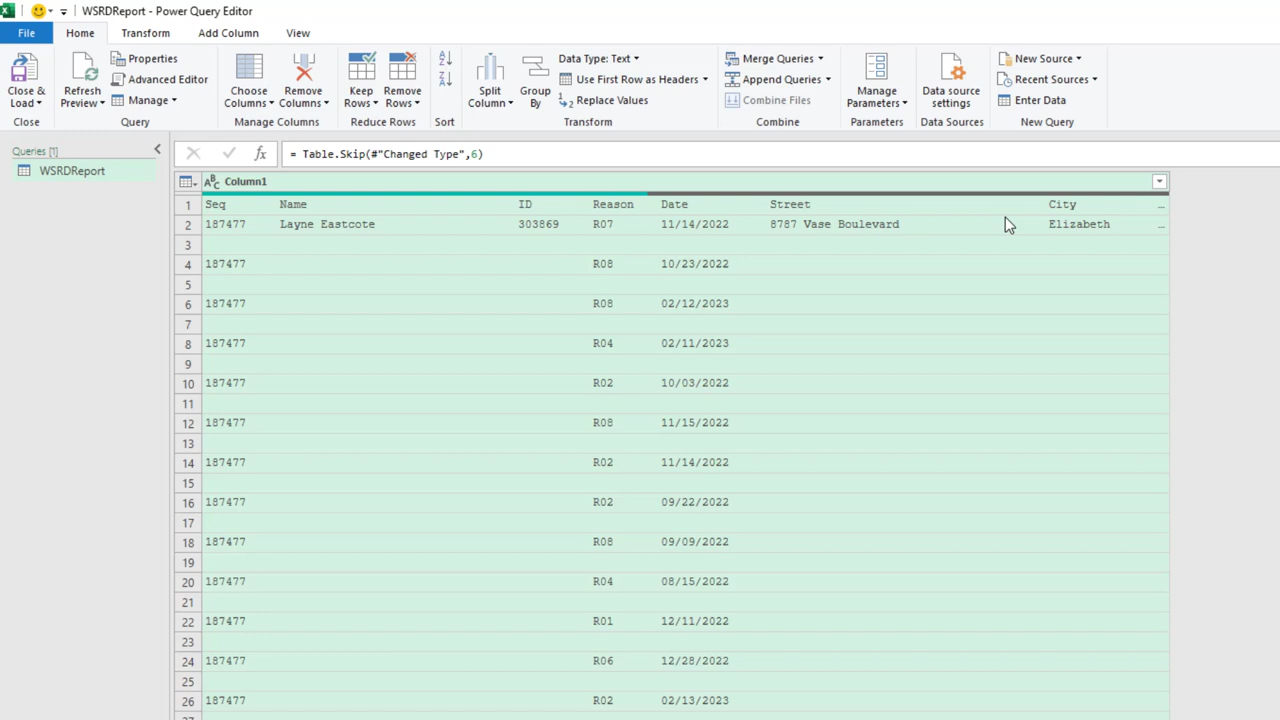 WSRDReport - Power Query Editor
File Home Transform Add Column View
Close & Load
Refresh Preview
Properties
Advanced Editor
Manage
Choose Columns
Remove Columns
Keep Rows
Remove Rows
Split Column
Group By
Data Type: Text
Use First Row as Headers
Replace Values
Merge Queries
Append Queries
Combine Files
Manage Parameters
Data source settings
New Source
Recent Sources
Enter Data
Close Query Manage Columns Reduce Rows Sort Transform Combine Parameters Data Sources New Query
Queries [1]
WSRDReport
fx = Table.Skip(#"Changed Type",6)
ABC Column1
1 Seq Name ID Reason Date Street City ...
2 187477 Layne Eastcote 303869 R07 11/14/2022 8787 Vase Boulevard Elizabeth ...
3
4 187477 R08 10/23/2022
5
6 187477 R08 02/12/2023
7
8 187477 R04 02/11/2023
9
10 187477 R02 10/03/2022
11
12 187477 R08 11/15/2022
13
14 187477 R02 11/14/2022
15
16 187477 R02 09/22/2022
17
18 187477 R08 09/09/2022
19
20 187477 R04 08/15/2022
21
22 187477 R01 12/11/2022
23
24 187477 R06 12/28/2022
25
26 187477 R02 02/13/2023